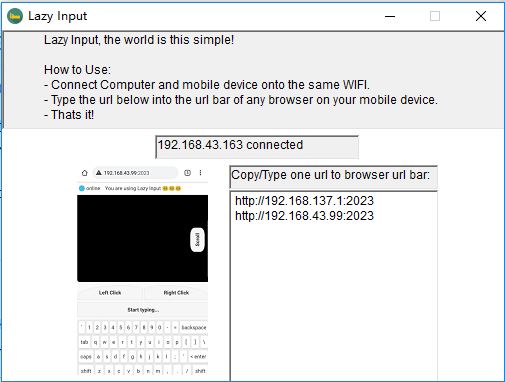 Lazy Input
Lazy Input, the world is this simple!
How to Use:
- Connect Computer and mobile device onto the same WIFI.
- Type the url below into the url bar of any browser on your mobile device.
- Thats it!
192.168.43.163 connected
192.168.43.99:2023
online You are using Lazy Input
Scroll
Left Click Right Click
Start typing...
` 1 2 3 4 5 6 7 8 9 0 - = backspace
tab q w e r t y u i o p [ ] \
caps a s d f g h j k l ; ' < enter
shift z x c v b n m , . / shift
Copy/Type one url to browser url bar:
http://192.168.137.1:2023
http://192.168.43.99:2023